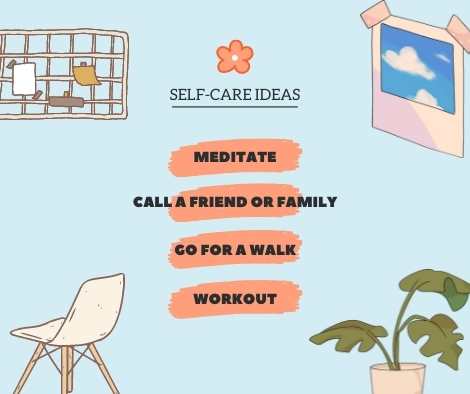 SELF-CARE IDEAS
MEDITATE
CALL A FRIEND OR FAMILY
GO FOR A WALK
WORKOUT